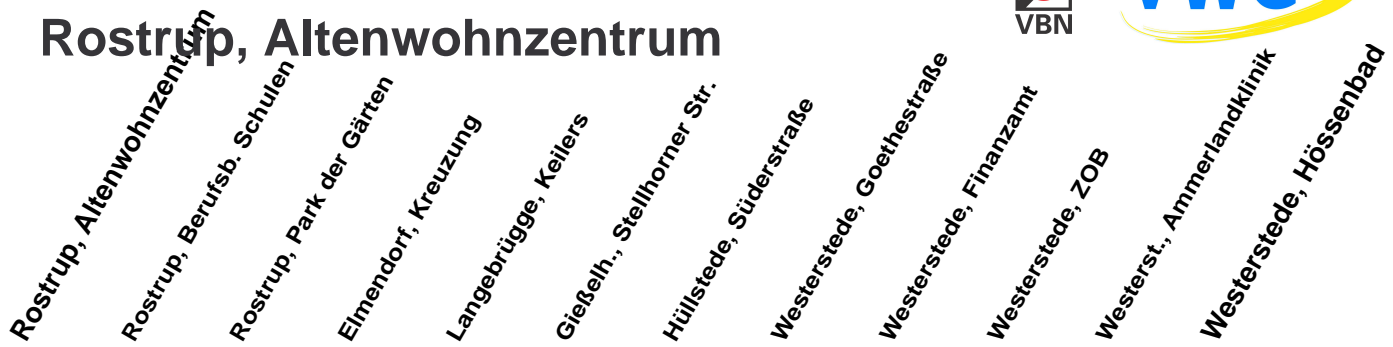 Rostrup, Altenwohnzentrum
VBN
VWG
Rostrup, Altenwohnzentrum
Rostrup, Berufsb. Schulen
Rostrup, Park der Gärten
Elmendorf, Kreuzung
Langebrügge, Keilers
Gießelh., Stellhorner Str.
Hüllstede, Süderstraße
Westerstede, Goethestraße
Westerstede, Finanzamt
Westerstede, ZOB
Westerst., Ammerlandklinik
Westerstede, Hössenbad